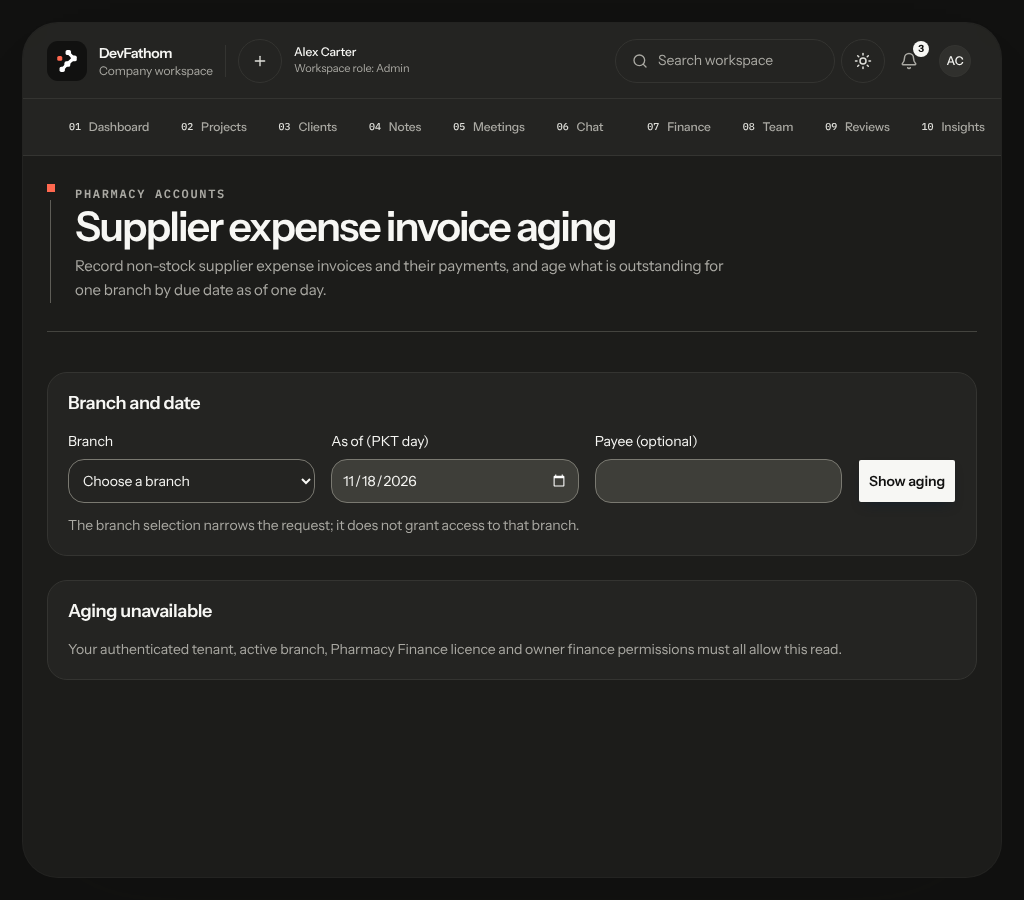 DevFathom
Company workspace
Alex Carter
Workspace role: Admin
Search workspace
3
AC
01 Dashboard
02 Projects
03 Clients
04 Notes
05 Meetings
06 Chat
07 Finance
08 Team
09 Reviews
10 Insights
PHARMACY ACCOUNTS
Supplier expense invoice aging
Record non-stock supplier expense invoices and their payments, and age what is outstanding for
one branch by due date as of one day.
Branch and date
Branch
As of (PKT day)
Payee (optional)
Choose a branch
11/18/2026
Show aging
The branch selection narrows the request; it does not grant access to that branch.
Aging unavailable
Your authenticated tenant, active branch, Pharmacy Finance licence and owner finance permissions must all allow this read.